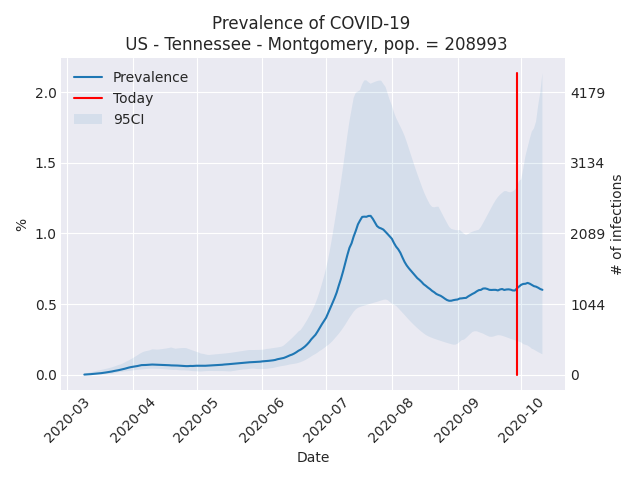 Prevalence of COVID-19
US - Tennessee - Montgomery, pop. = 208993
Prevalence
Today
95CI
2.0
1.5
1.0
0.5
0.0
%
4179
3134
2089
1044
0
# of infections
2020-03
2020-04
2020-05
2020-06
2020-07
2020-08
2020-09
2020-10
Date